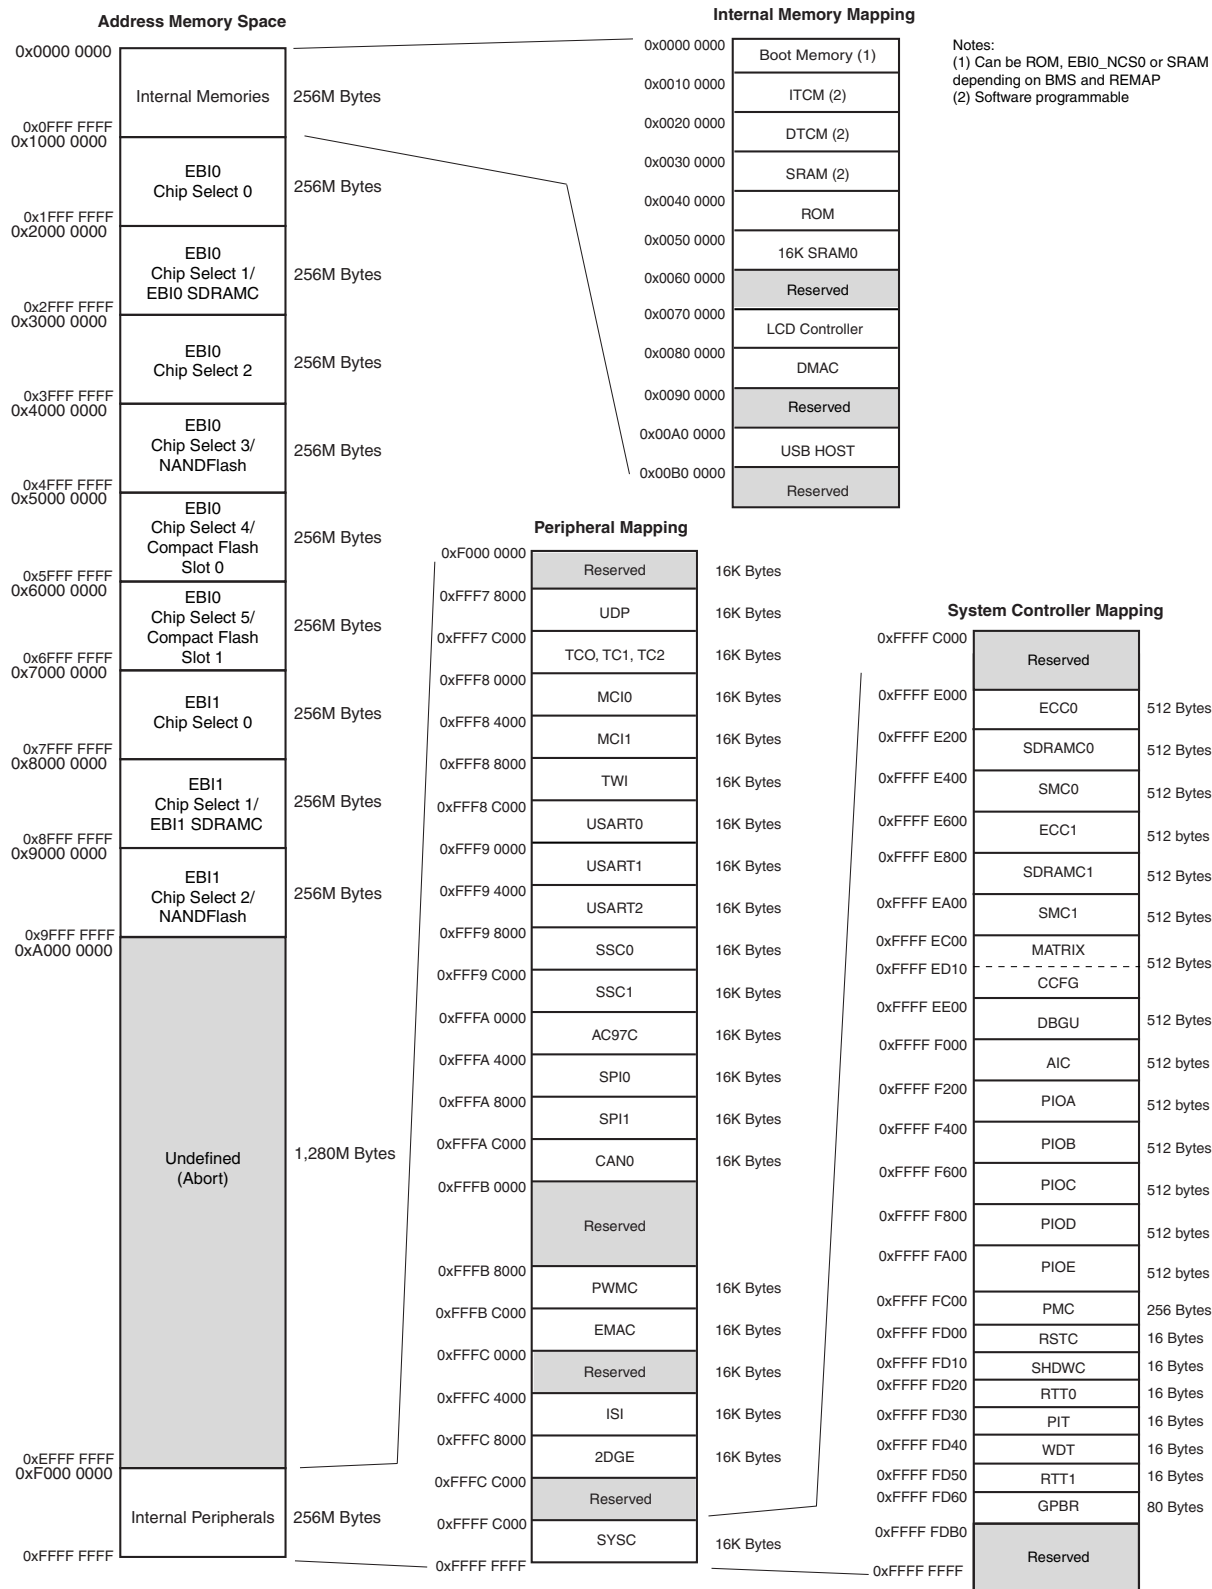 Address Memory Space
0x0000 0000
Internal Memories
256M Bytes
0x0FFF FFFF
0x1000 0000
EBI0
Chip Select 0
256M Bytes
0x1FFF FFFF
0x2000 0000
EBI0
Chip Select 1/
EBI0 SDRAMC
256M Bytes
0x2FFF FFFF
0x3000 0000
EBI0
Chip Select 2
256M Bytes
0x3FFF FFFF
0x4000 0000
EBI0
Chip Select 3/
NANDFlash
256M Bytes
0x4FFF FFFF
0x5000 0000
EBI0
Chip Select 4/
Compact Flash
Slot 0
256M Bytes
0x5FFF FFFF
0x6000 0000
EBI0
Chip Select 5/
Compact Flash
Slot 1
256M Bytes
0x6FFF FFFF
0x7000 0000
EBI1
Chip Select 0
256M Bytes
0x7FFF FFFF
0x8000 0000
EBI1
Chip Select 1/
EBI1 SDRAMC
256M Bytes
0x8FFF FFFF
0x9000 0000
EBI1
Chip Select 2/
NANDFlash
256M Bytes
0x9FFF FFFF
0xA000 0000
Undefined
(Abort)
1,280M Bytes
0xEFFF FFFF
0xF000 0000
Internal Peripherals
256M Bytes
0xFFFF FFFF
Internal Memory Mapping
0x0000 0000
Boot Memory (1)
0x0010 0000
ITCM (2)
0x0020 0000
DTCM (2)
0x0030 0000
SRAM (2)
0x0040 0000
ROM
0x0050 0000
16K SRAM0
0x0060 0000
Reserved
0x0070 0000
LCD Controller
0x0080 0000
DMAC
0x0090 0000
Reserved
0x00A0 0000
USB HOST
0x00B0 0000
Reserved
Notes:
(1) Can be ROM, EBI0_NCS0 or SRAM
depending on BMS and REMAP
(2) Software programmable
Peripheral Mapping
0xF000 0000
Reserved
16K Bytes
0xFFF7 8000
UDP
16K Bytes
0xFFF7 C000
TCO, TC1, TC2
16K Bytes
0xFFF8 0000
MCI0
16K Bytes
0xFFF8 4000
MCI1
16K Bytes
0xFFF8 8000
TWI
16K Bytes
0xFFF8 C000
USART0
16K Bytes
0xFFF9 0000
USART1
16K Bytes
0xFFF9 4000
USART2
16K Bytes
0xFFF9 8000
SSC0
16K Bytes
0xFFF9 C000
SSC1
16K Bytes
0xFFFA 0000
AC97C
16K Bytes
0xFFFA 4000
SPI0
16K Bytes
0xFFFA 8000
SPI1
16K Bytes
0xFFFA C000
CAN0
16K Bytes
0xFFFB 0000
Reserved
0xFFFB 8000
PWMC
16K Bytes
0xFFFB C000
EMAC
16K Bytes
0xFFFC 0000
Reserved
16K Bytes
0xFFFC 4000
ISI
16K Bytes
0xFFFC 8000
2DGE
16K Bytes
0xFFFC C000
Reserved
0xFFFF C000
SYSC
16K Bytes
0xFFFF FFFF
System Controller Mapping
0xFFFF C000
Reserved
0xFFFF E000
ECC0
512 Bytes
0xFFFF E200
SDRAMC0
512 Bytes
0xFFFF E400
SMC0
512 Bytes
0xFFFF E600
ECC1
512 bytes
0xFFFF E800
SDRAMC1
512 Bytes
0xFFFF EA00
SMC1
512 Bytes
0xFFFF EC00
MATRIX
512 Bytes
0xFFFF ED10
CCFG
0xFFFF EE00
DBGU
512 Bytes
0xFFFF F000
AIC
512 bytes
0xFFFF F200
PIOA
512 bytes
0xFFFF F400
PIOB
512 Bytes
0xFFFF F600
PIOC
512 bytes
0xFFFF F800
PIOD
512 bytes
0xFFFF FA00
PIOE
512 bytes
0xFFFF FC00
PMC
256 Bytes
0xFFFF FD00
RSTC
16 Bytes
0xFFFF FD10
SHDWC
16 Bytes
0xFFFF FD20
RTT0
16 Bytes
0xFFFF FD30
PIT
16 Bytes
0xFFFF FD40
WDT
16 Bytes
0xFFFF FD50
RTT1
16 Bytes
0xFFFF FD60
GPBR
80 Bytes
0xFFFF FDB0
Reserved
0xFFFF FFFF